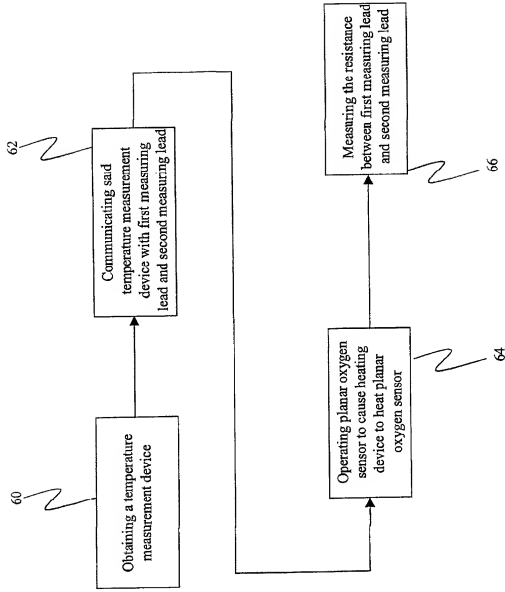 60
Obtaining a temperature
measurement device
62
Communicating said
temperature measurement
device with first measuring
lead and second measuring lead
64
Operating planar oxygen
sensor to cause heating
device to heat planar
oxygen sensor
66
Measuring the resistance
between first measuring lead
and second measuring lead